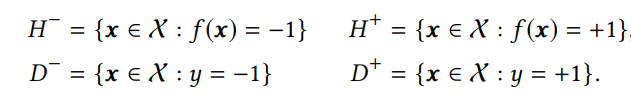 H⁻ = {𝒙 ∈ 𝒳 : f(𝒙) = −1} H⁺ = {𝒙 ∈ 𝒳 : f(𝒙) = +1}.
D⁻ = {𝒙 ∈ 𝒳 : y = −1} D⁺ = {𝒙 ∈ 𝒳 : y = +1}.